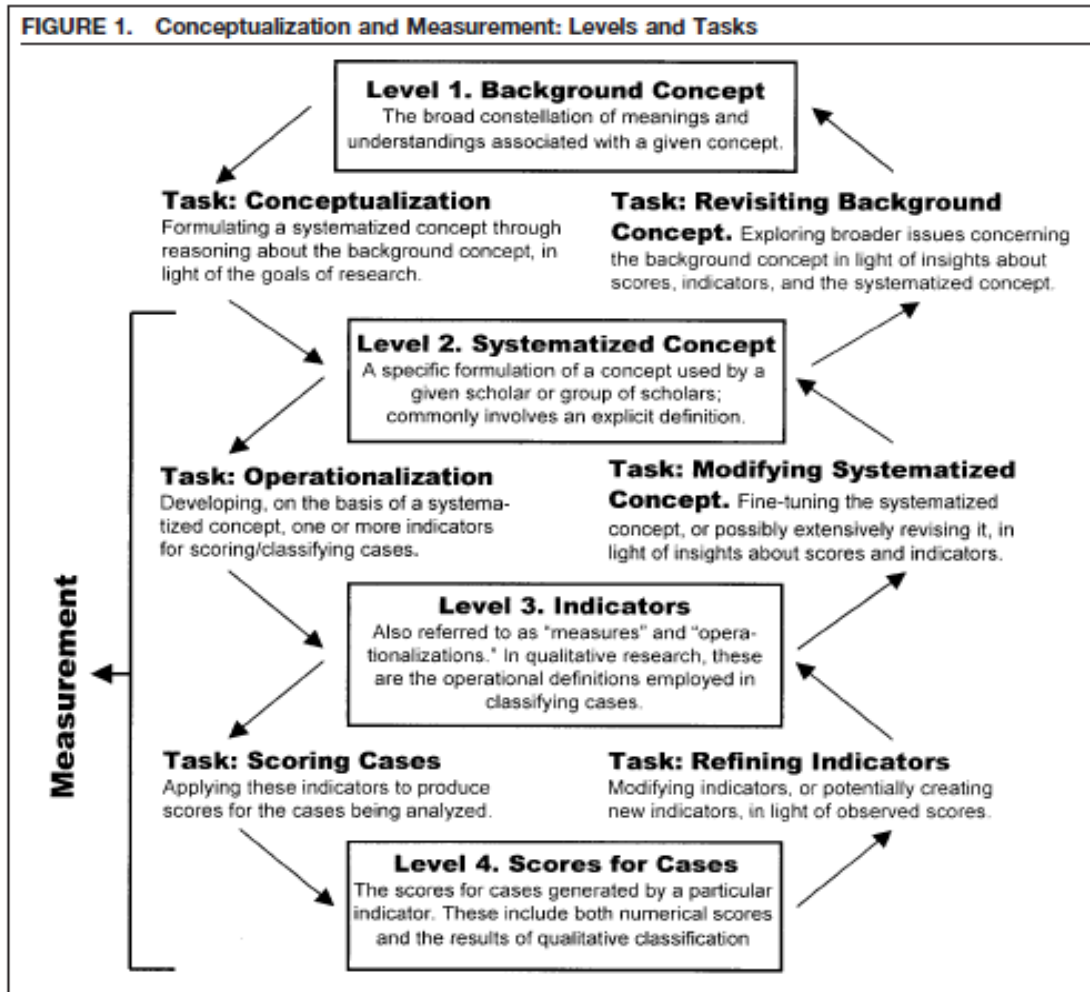 FIGURE 1. Conceptualization and Measurement: Levels and Tasks
Level 1. Background Concept
The broad constellation of meanings and
understandings associated with a given concept.
Task: Conceptualization
Formulating a systematized concept through
reasoning about the background concept, in
light of the goals of research.
Task: Revisiting Background
Concept. Exploring broader issues concerning
the background concept in light of insights about
scores, indicators, and the systematized concept.
Level 2. Systematized Concept
A specific formulation of a concept used by a
given scholar or group of scholars;
commonly involves an explicit definition.
Task: Operationalization
Developing, on the basis of a systema-
tized concept, one or more indicators
for scoring/classifying cases.
Task: Modifying Systematized
Concept. Fine-tuning the systematized
concept, or possibly extensively revising it, in
light of insights about scores and indicators.
Level 3. Indicators
Also referred to as "measures" and "opera-
tionalizations." In qualitative research, these
are the operational definitions employed in
classifying cases.
Measurement
Task: Scoring Cases
Applying these indicators to produce
scores for the cases being analyzed.
Task: Refining Indicators
Modifying indicators, or potentially creating
new indicators, in light of observed scores.
Level 4. Scores for Cases
The scores for cases generated by a particular
indicator. These include both numerical scores
and the results of qualitative classification